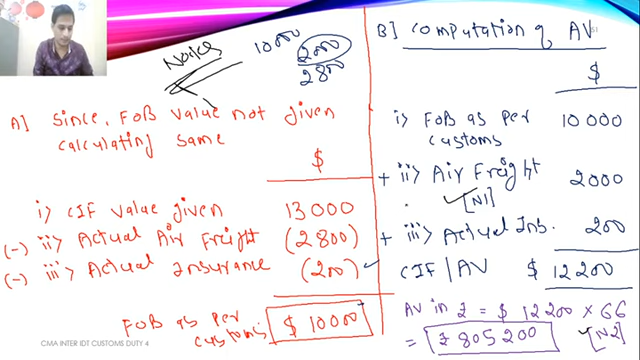 Notes
10000
2000
2800
A] Since, FOB value not given
calculating same
$
i> CIF value given 13000
(-) ii> Actual Air Freight (2800)
(-) iii> Actual Insurance (200)
FOB as per customs $ 10000
B] Computation of AV
$
i> FOB as per customs 10000
+ ii> Air Freight [N1] 2000
+ iii> Actual Ins. 200
CIF/AV $ 12200
AV in ₹ = $ 12200 × 66
= ₹ 805200 [N2]
CMA INTER IDT CUSTOMS DUTY 4